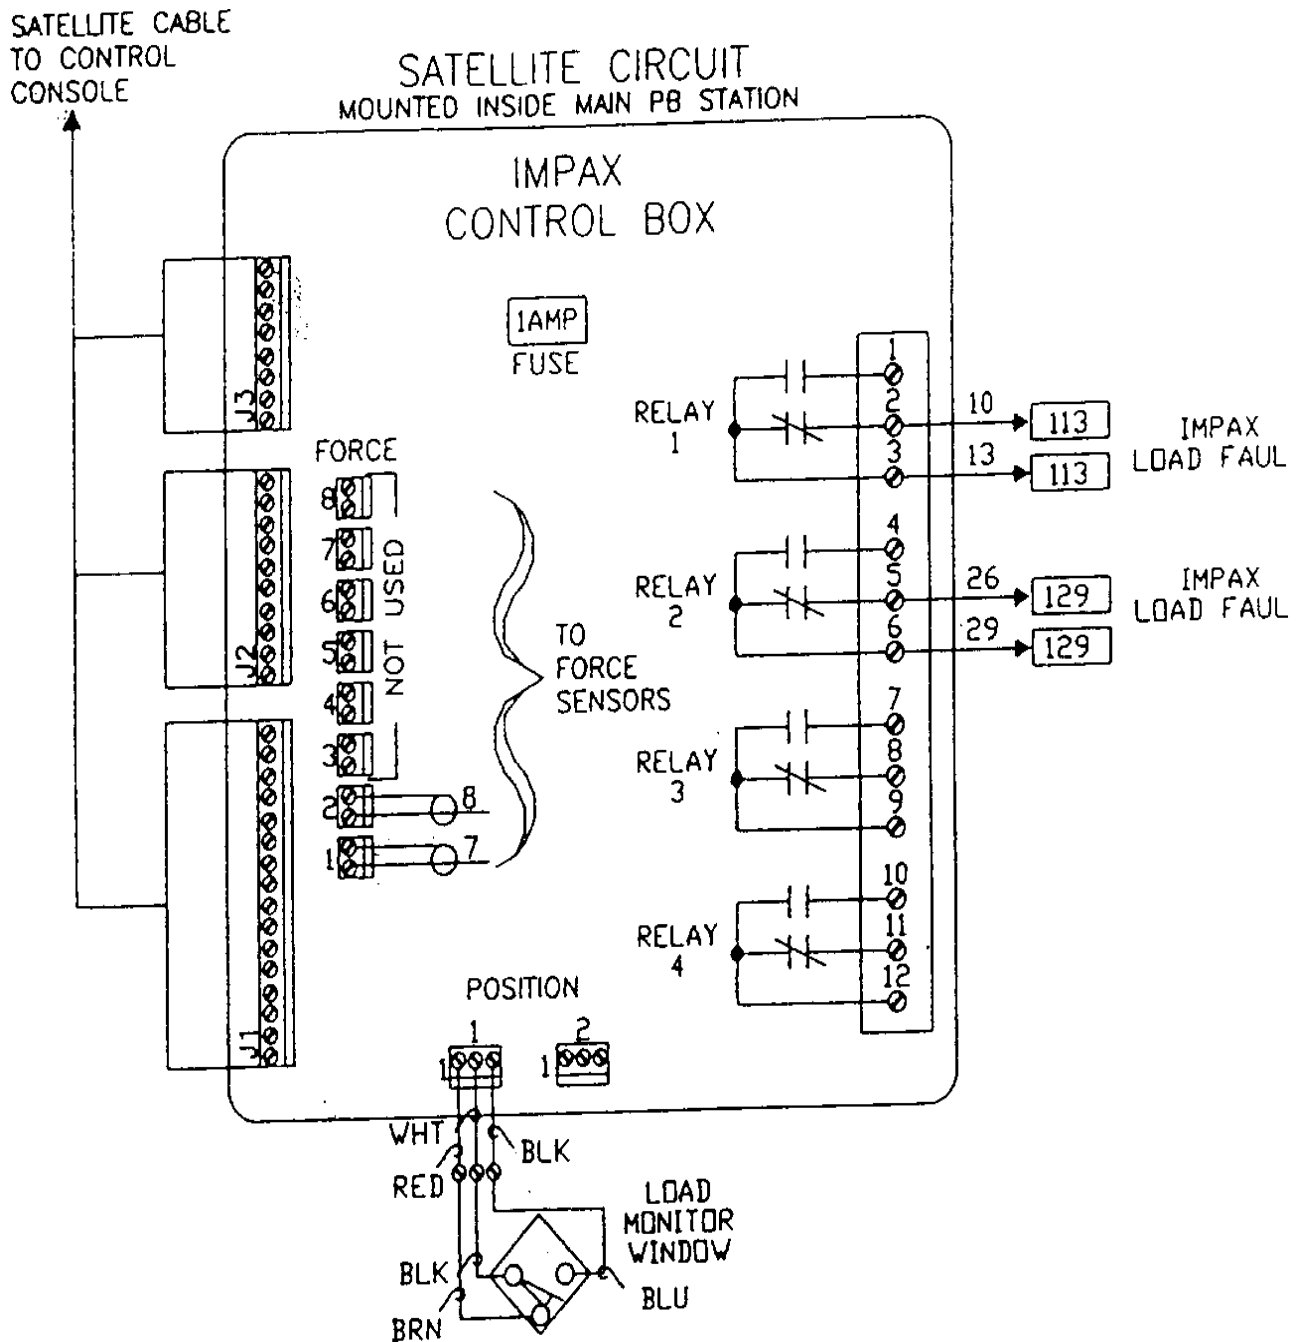 SATELLITE CABLE
TO CONTROL
CONSOLE
SATELLITE CIRCUIT
MOUNTED INSIDE MAIN PB STATION
IMPAX
CONTROL BOX
1AMP
FUSE
J3
J2
J1
FORCE
8
7
6
5
4
3
2
1
NOT USED
8
7
TO
FORCE
SENSORS
RELAY
1
RELAY
2
RELAY
3
RELAY
4
1
2
3
4
5
6
7
8
9
10
11
12
10
113
13
113
IMPAX
LOAD FAUL
26
129
29
129
IMPAX
LOAD FAUL
POSITION
1
2
1
1
WHT
BLK
RED
LOAD
MONITOR
WINDOW
BLK
BLU
BRN